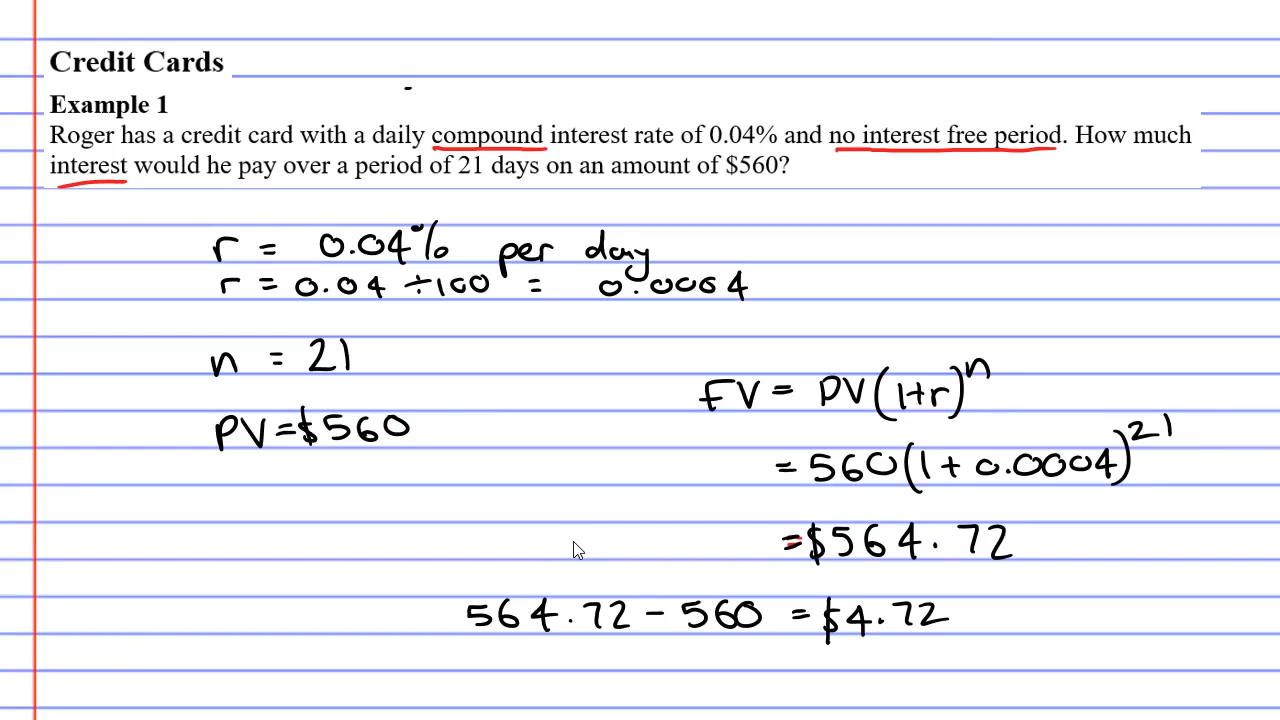 Credit Cards
Example 1
Roger has a credit card with a daily compound interest rate of 0.04% and no interest free period. How much
interest would he pay over a period of 21 days on an amount of $560?
r = 0.04% per day
r = 0.04 ÷100 = 0.0004
n = 21
PV=$560
FV = PV(1+r)^n
= 560(1+0.0004)^21
=$564.72
564.72 - 560 = $4.72